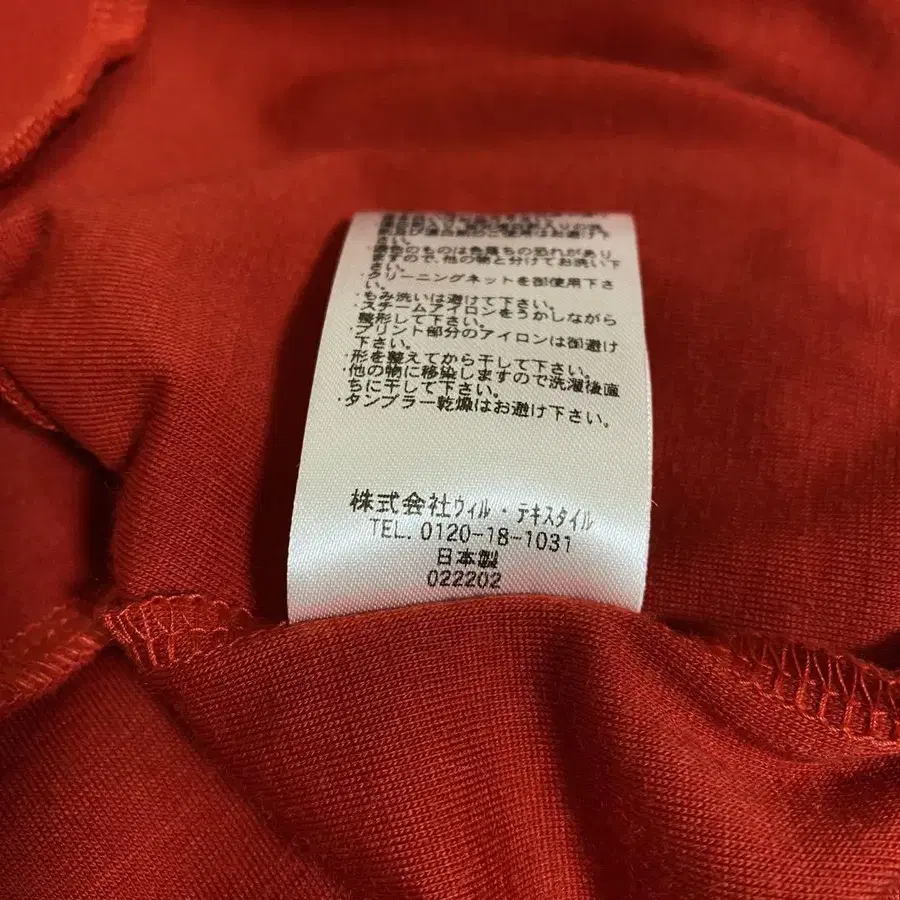 さい。
・濃色のものは色落ちの恐れがあり
ますので、他の物と分けてお洗い下
さい。
・クリーニングネットを御使用下さ
い。
・もみ洗いは避けて下さい。
・スチームアイロンをうかしながら
整形して下さい。
・プリント部分のアイロンは御避け
下さい。
・形を整えてから干して下さい。
・他の物に移染しますので洗濯後直
ちに干して下さい。
・タンブラー乾燥はお避け下さい。
株式会社ウィル・テキスタイル
TEL. 0120-18-1031
日本製
022202